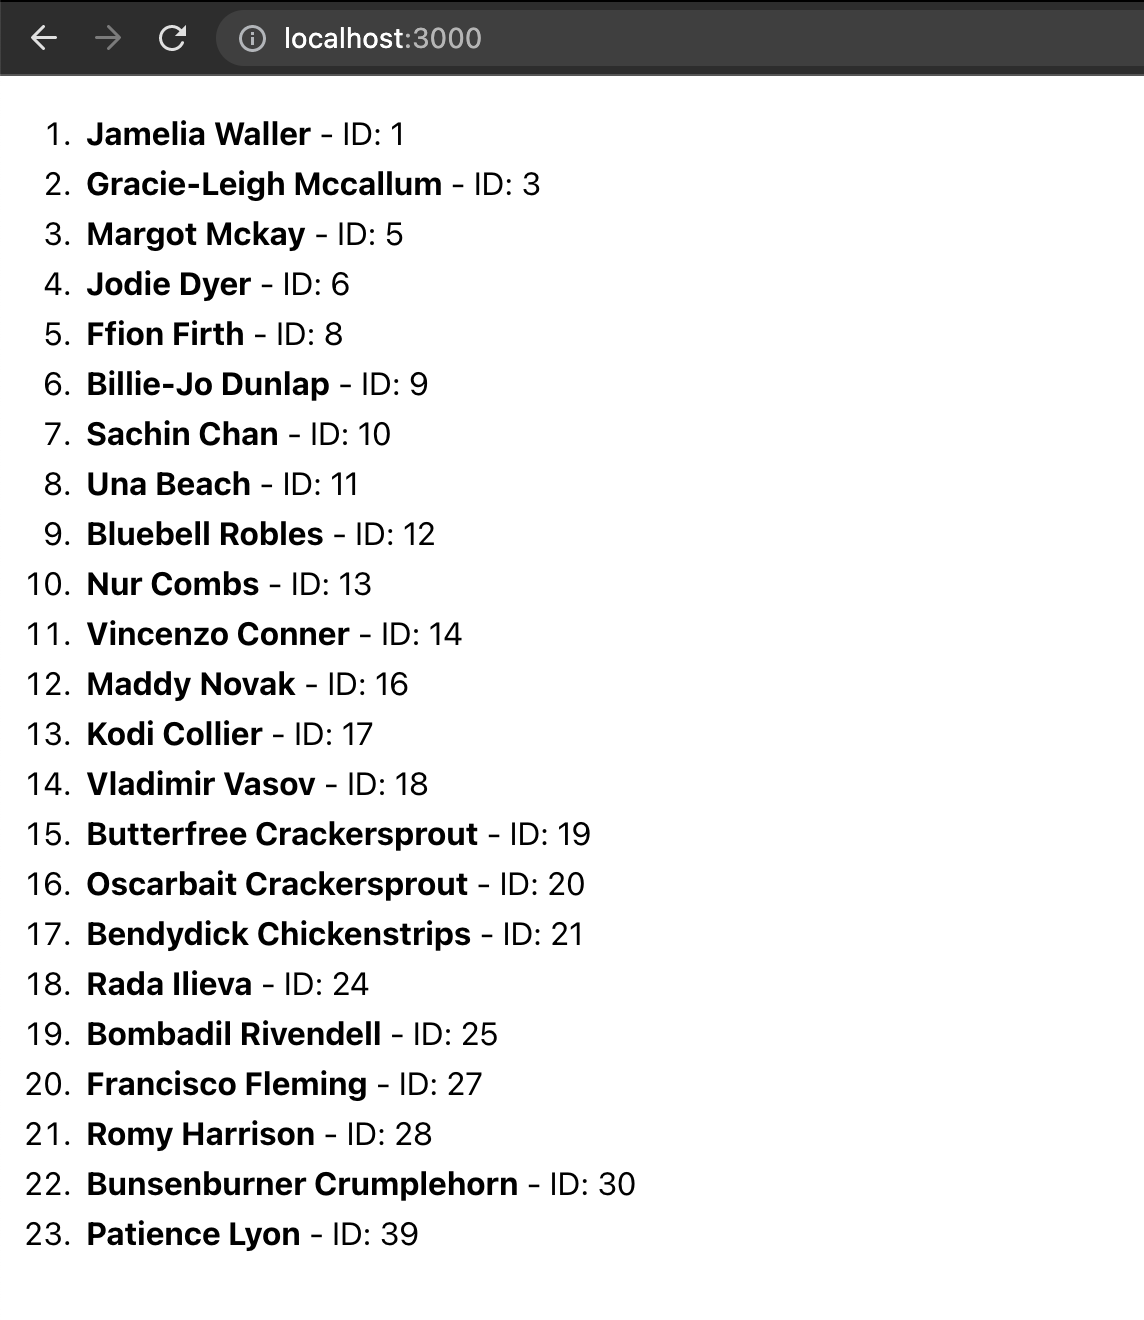 localhost:3000
1. Jamelia Waller - ID: 1
2. Gracie-Leigh Mccallum - ID: 3
3. Margot Mckay - ID: 5
4. Jodie Dyer - ID: 6
5. Ffion Firth - ID: 8
6. Billie-Jo Dunlap - ID: 9
7. Sachin Chan - ID: 10
8. Una Beach - ID: 11
9. Bluebell Robles - ID: 12
10. Nur Combs - ID: 13
11. Vincenzo Conner - ID: 14
12. Maddy Novak - ID: 16
13. Kodi Collier - ID: 17
14. Vladimir Vasov - ID: 18
15. Butterfree Crackersprout - ID: 19
16. Oscarbait Crackersprout - ID: 20
17. Bendydick Chickenstrips - ID: 21
18. Rada Ilieva - ID: 24
19. Bombadil Rivendell - ID: 25
20. Francisco Fleming - ID: 27
21. Romy Harrison - ID: 28
22. Bunsenburner Crumplehorn - ID: 30
23. Patience Lyon - ID: 39